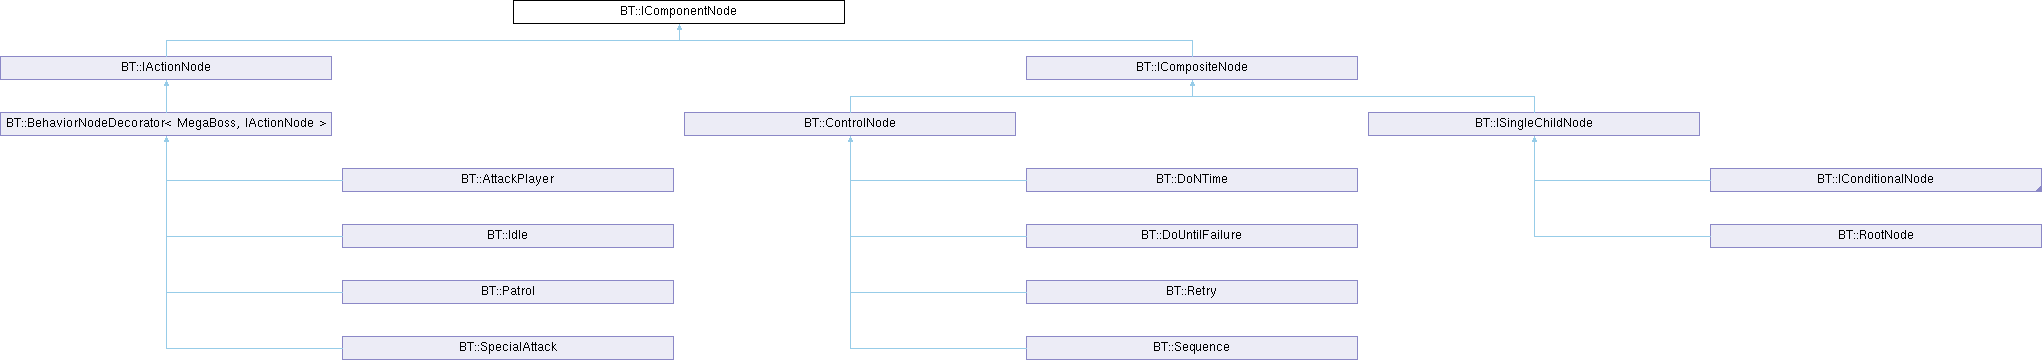 BT::IComponentNode
BT::IActionNode
BT::ICompositeNode
BT::BehaviorNodeDecorator< MegaBoss, IActionNode >
BT::ControlNode
BT::ISingleChildNode
BT::AttackPlayer
BT::DoNTime
BT::IConditionalNode
BT::Idle
BT::DoUntilFailure
BT::RootNode
BT::Patrol
BT::Retry
BT::SpecialAttack
BT::Sequence